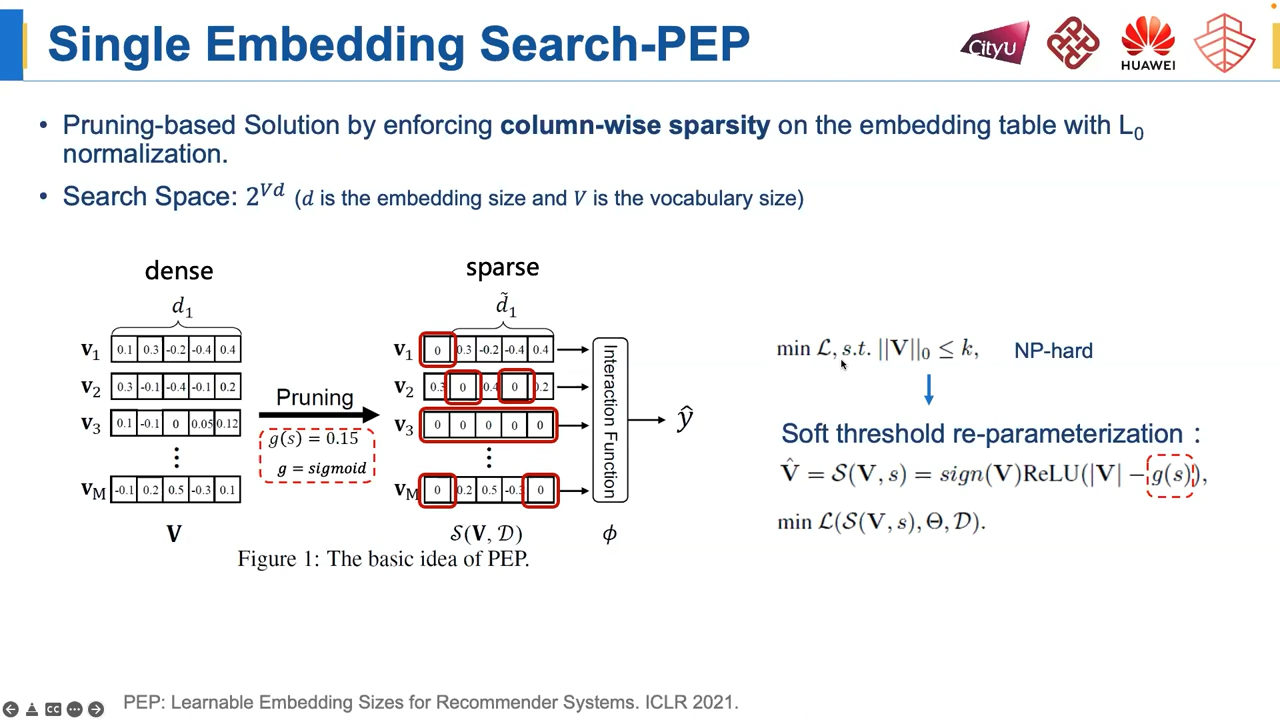 Single Embedding Search-PEP
CityU
HUAWEI
• Pruning-based Solution by enforcing column-wise sparsity on the embedding table with L₀
normalization.
• Search Space: 2^{Vd} (d is the embedding size and V is the vocabulary size)
dense
d₁
v₁ 0.1 0.3 -0.2 -0.4 0.4
v₂ 0.3 -0.1 -0.4 -0.1 0.2
v₃ 0.1 -0.1 0 0.05 0.12
⋮
v_M -0.1 0.2 0.5 -0.3 0.1
V
Pruning
g(s) = 0.15
g = sigmoid
sparse
d̃₁
v₁ 0 0.3 -0.2 -0.4 0.4
v₂ 0.3 0 0.4 0 0.2
v₃ 0 0 0 0 0
⋮
v_M 0 0.2 0.5 -0.3 0
S(V, D)
Interaction Function
ϕ
ŷ
Figure 1: The basic idea of PEP.
min L, s.t. ||V||₀ ≤ k, NP-hard
Soft threshold re-parameterization：
V̂ = S(V, s) = sign(V)ReLU(|V| − g(s)),
min L(S(V, s), Θ, D).
CC
PEP: Learnable Embedding Sizes for Recommender Systems. ICLR 2021.